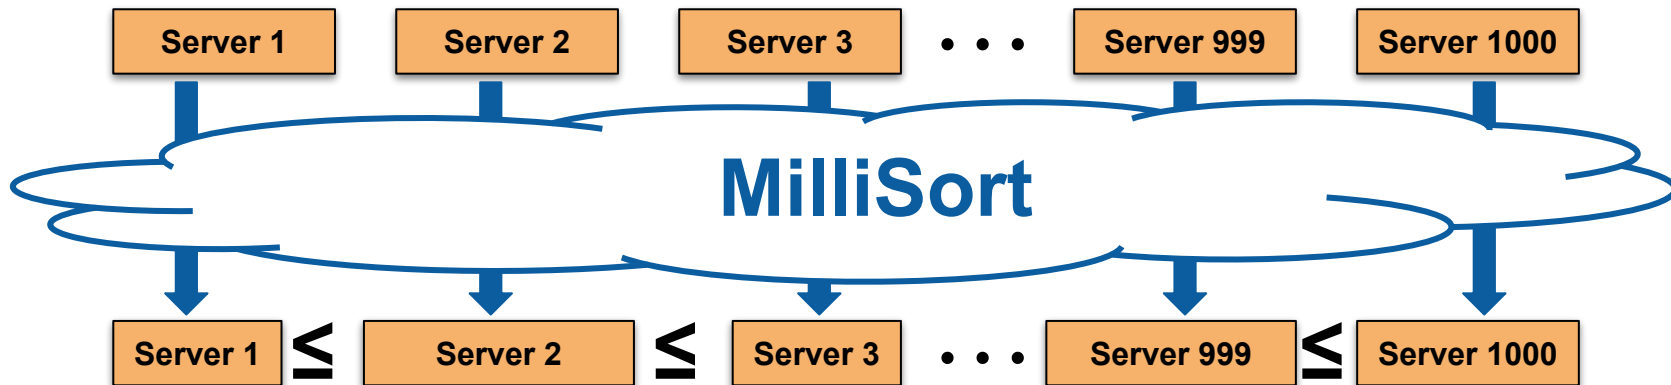 Server 1 Server 2 Server 3 • • • Server 999 Server 1000
MilliSort
Server 1 ≤ Server 2 ≤ Server 3 • • • Server 999 ≤ Server 1000